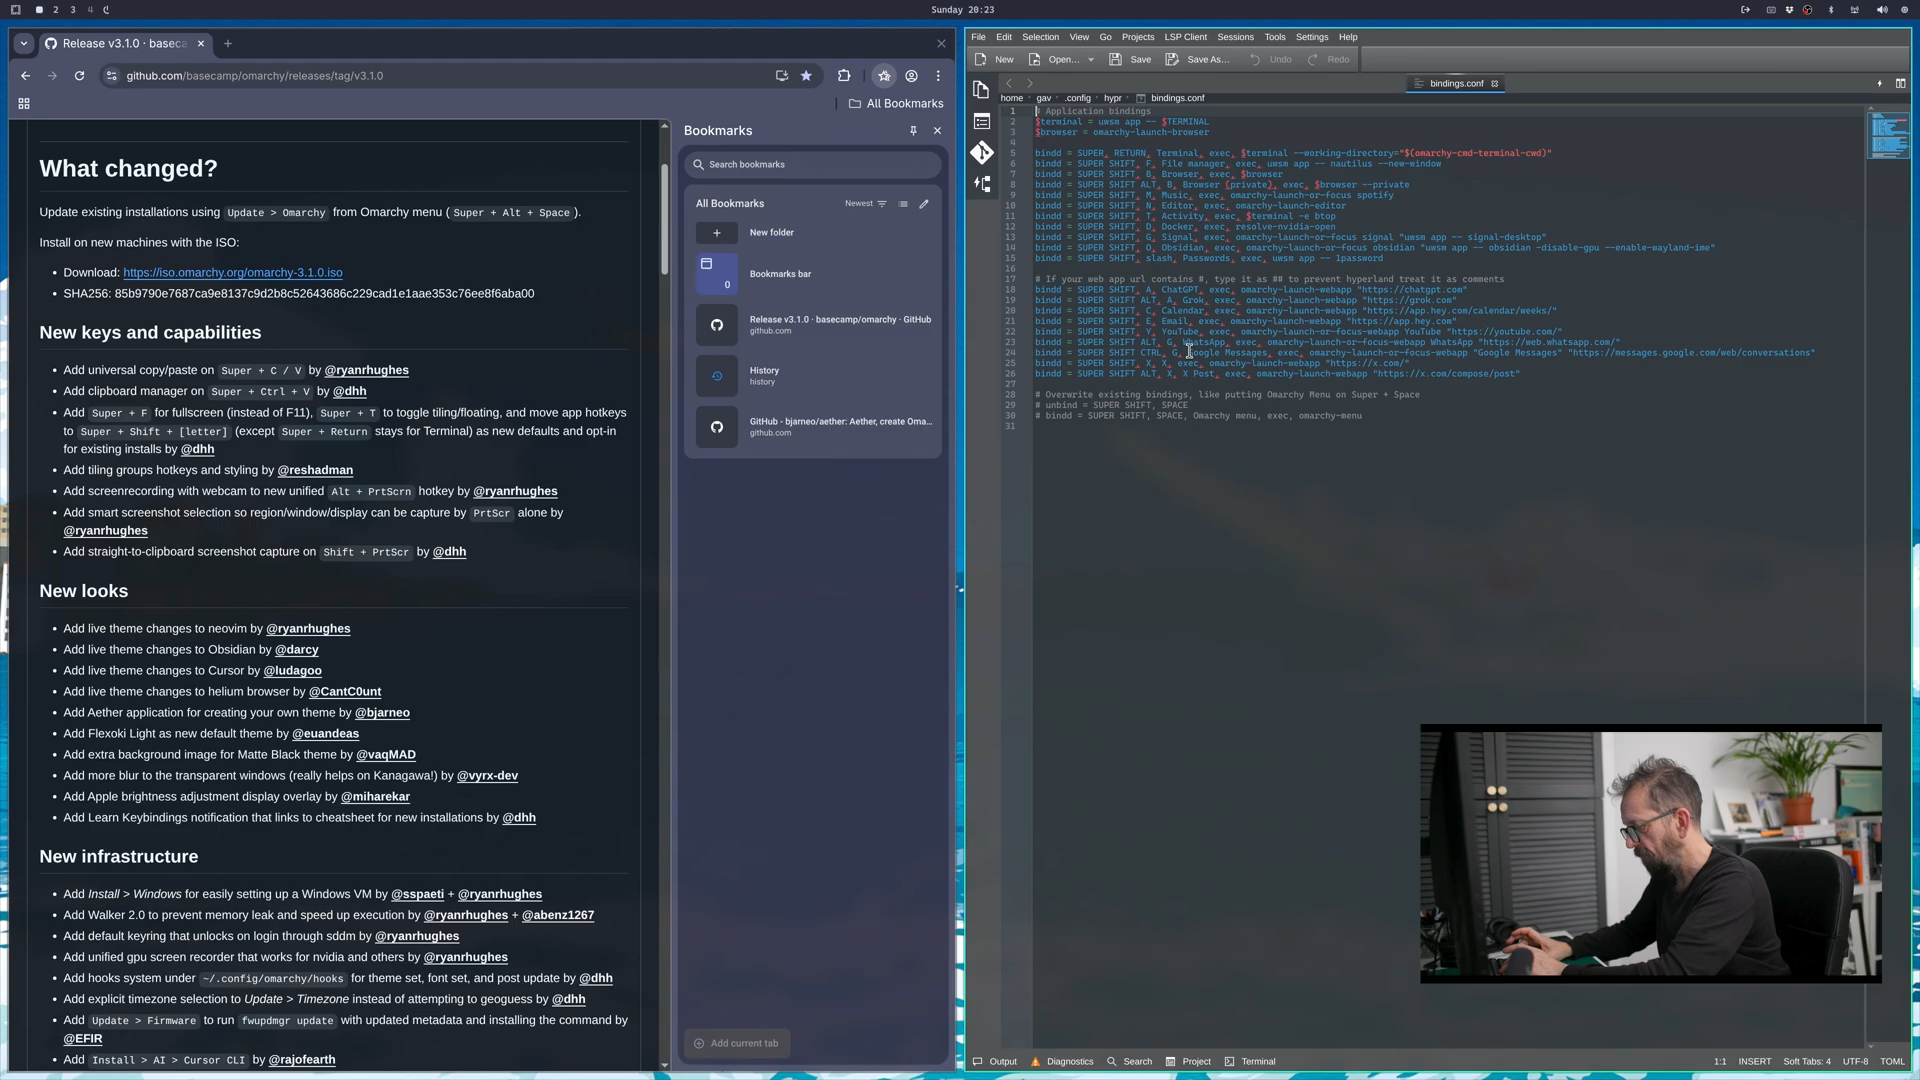 2
3
4
Sunday 20:23
Release v3.1.0 · baseca
github.com/basecamp/omarchy/releases/tag/v3.1.0
All Bookmarks
What changed?
Update existing installations using Update > Omarchy from Omarchy menu ( Super + Alt + Space ).
Install on new machines with the ISO:
• Download: https://iso.omarchy.org/omarchy-3.1.0.iso
• SHA256: 85b9790e7687ca9e8137c9d2b8c52643686c229cad1e1aae353c76ee8f6aba00
New keys and capabilities
• Add universal copy/paste on Super + C / V by @ryanrhughes
• Add clipboard manager on Super + Ctrl + V by @dhh
• Add Super + F for fullscreen (instead of F11), Super + T to toggle tiling/floating, and move app hotkeys
to Super + Shift + [letter] (except Super + Return stays for Terminal) as new defaults and opt-in
for existing installs by @dhh
• Add tiling groups hotkeys and styling by @reshadman
• Add screenrecording with webcam to new unified Alt + PrtScrn hotkey by @ryanrhughes
• Add smart screenshot selection so region/window/display can be capture by PrtScr alone by
@ryanrhughes
• Add straight-to-clipboard screenshot capture on Shift + PrtScr by @dhh
New looks
• Add live theme changes to neovim by @ryanrhughes
• Add live theme changes to Obsidian by @darcy
• Add live theme changes to Cursor by @ludagoo
• Add live theme changes to helium browser by @CantC0unt
• Add Aether application for creating your own theme by @bjarneo
• Add Flexoki Light as new default theme by @euandeas
• Add extra background image for Matte Black theme by @vaqMAD
• Add more blur to the transparent windows (really helps on Kanagawa!) by @vyrx-dev
• Add Apple brightness adjustment display overlay by @miharekar
• Add Learn Keybindings notification that links to cheatsheet for new installations by @dhh
New infrastructure
• Add Install > Windows for easily setting up a Windows VM by @sspaeti + @ryanrhughes
• Add Walker 2.0 to prevent memory leak and speed up execution by @ryanrhughes + @abenz1267
• Add default keyring that unlocks on login through sddm by @ryanrhughes
• Add unified gpu screen recorder that works for nvidia and others by @ryanrhughes
• Add hooks system under ~/.config/omarchy/hooks for theme set, font set, and post update by @dhh
• Add explicit timezone selection to Update > Timezone instead of attempting to geoguess by @dhh
• Add Update > Firmware to run fwupdmgr update with updated metadata and installing the command by
@EFIR
• Add Install > AI > Cursor CLI by @rajofearth
Bookmarks
Search bookmarks
All Bookmarks Newest
New folder
Bookmarks bar
0
Release v3.1.0 · basecamp/omarchy · GitHub
github.com
History
history
GitHub - bjarneo/aether: Aether, create Oma...
github.com
Add current tab
File Edit Selection View Go Projects LSP Client Sessions Tools Settings Help
New Open... Save Save As... Undo Redo
bindings.conf
home gav .config hypr bindings.conf
1 # Application bindings
2 $terminal = uwsm app -- $TERMINAL
3 $browser = omarchy-launch-browser
4
5 bindd = SUPER, RETURN, Terminal, exec, $terminal --working-directory="$(omarchy-cmd-terminal-cwd)"
6 bindd = SUPER SHIFT, F, File manager, exec, uwsm app -- nautilus --new-window
7 bindd = SUPER SHIFT, B, Browser, exec, $browser
8 bindd = SUPER SHIFT ALT, B, Browser (private), exec, $browser --private
9 bindd = SUPER SHIFT, M, Music, exec, omarchy-launch-or-focus spotify
10 bindd = SUPER SHIFT, N, Editor, exec, omarchy-launch-editor
11 bindd = SUPER SHIFT, T, Activity, exec, $terminal -e btop
12 bindd = SUPER SHIFT, D, Docker, exec, resolve-nvidia-open
13 bindd = SUPER SHIFT, G, Signal, exec, omarchy-launch-or-focus signal "uwsm app -- signal-desktop"
14 bindd = SUPER SHIFT, O, Obsidian, exec, omarchy-launch-or-focus obsidian "uwsm app -- obsidian -disable-gpu --enable-wayland-ime"
15 bindd = SUPER SHIFT, slash, Passwords, exec, uwsm app -- 1password
16
17 # If your web app url contains #, type it as ## to prevent hyperland treat it as comments
18 bindd = SUPER SHIFT, A, ChatGPT, exec, omarchy-launch-webapp "https://chatgpt.com"
19 bindd = SUPER SHIFT ALT, A, Grok, exec, omarchy-launch-webapp "https://grok.com"
20 bindd = SUPER SHIFT, C, Calendar, exec, omarchy-launch-webapp "https://app.hey.com/calendar/weeks/"
21 bindd = SUPER SHIFT, E, Email, exec, omarchy-launch-webapp "https://app.hey.com"
22 bindd = SUPER SHIFT, Y, YouTube, exec, omarchy-launch-or-focus-webapp YouTube "https://youtube.com/"
23 bindd = SUPER SHIFT ALT, G, WhatsApp, exec, omarchy-launch-or-focus-webapp WhatsApp "https://web.whatsapp.com/"
24 bindd = SUPER SHIFT CTRL, G, Google Messages, exec, omarchy-launch-or-focus-webapp "Google Messages" "https://messages.google.com/web/conversations"
25 bindd = SUPER SHIFT, X, X, exec, omarchy-launch-webapp "https://x.com/"
26 bindd = SUPER SHIFT ALT, X, X Post, exec, omarchy-launch-webapp "https://x.com/compose/post"
27
28 # Overwrite existing bindings, like putting Omarchy Menu on Super + Space
29 # unbind = SUPER SHIFT, SPACE
30 # bindd = SUPER SHIFT, SPACE, Omarchy menu, exec, omarchy-menu
31
Output Diagnostics Search Project Terminal 1:1 INSERT Soft Tabs: 4 UTF-8 TOML